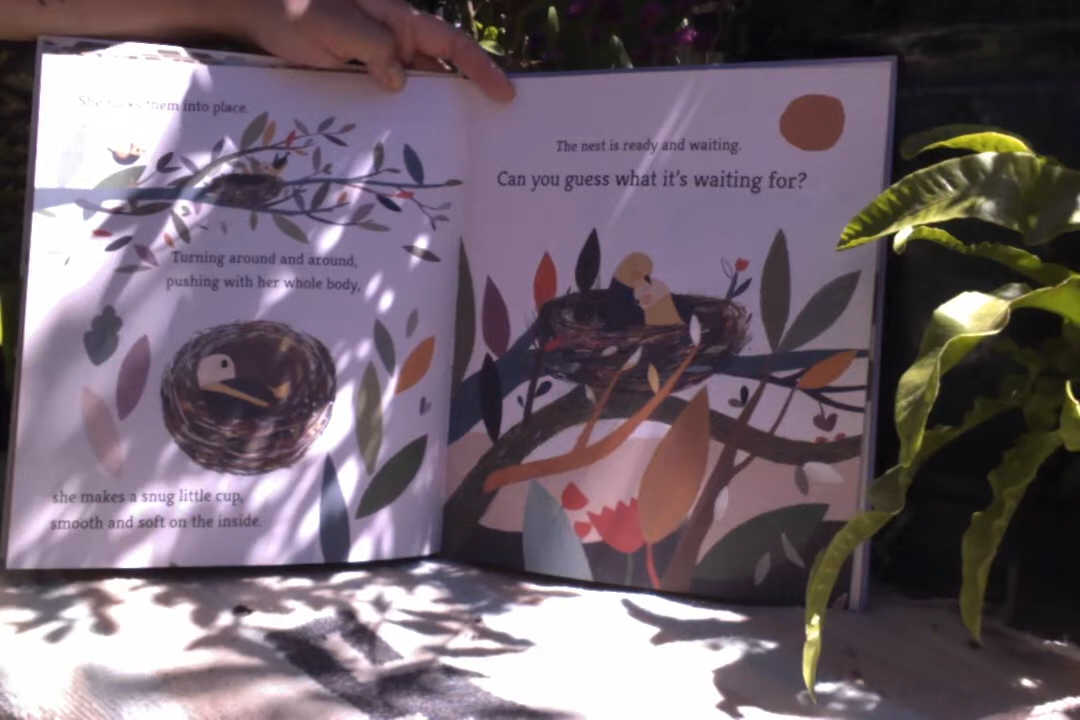 She tucks them into place.
Turning around and around,
pushing with her whole body,
she makes a snug little cup,
smooth and soft on the inside.
The nest is ready and waiting.
Can you guess what it's waiting for?